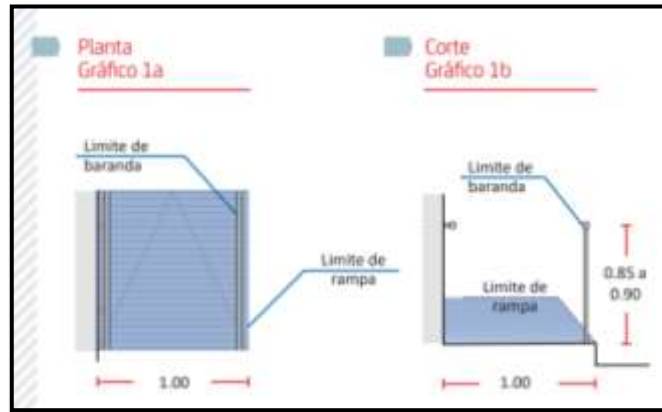 Planta
Gráfico 1a
Limite de
baranda
Limite de
rampa
1.00
Corte
Gráfico 1b
Limite de
baranda
Limite de
rampa
0.85 a
0.90
1.00